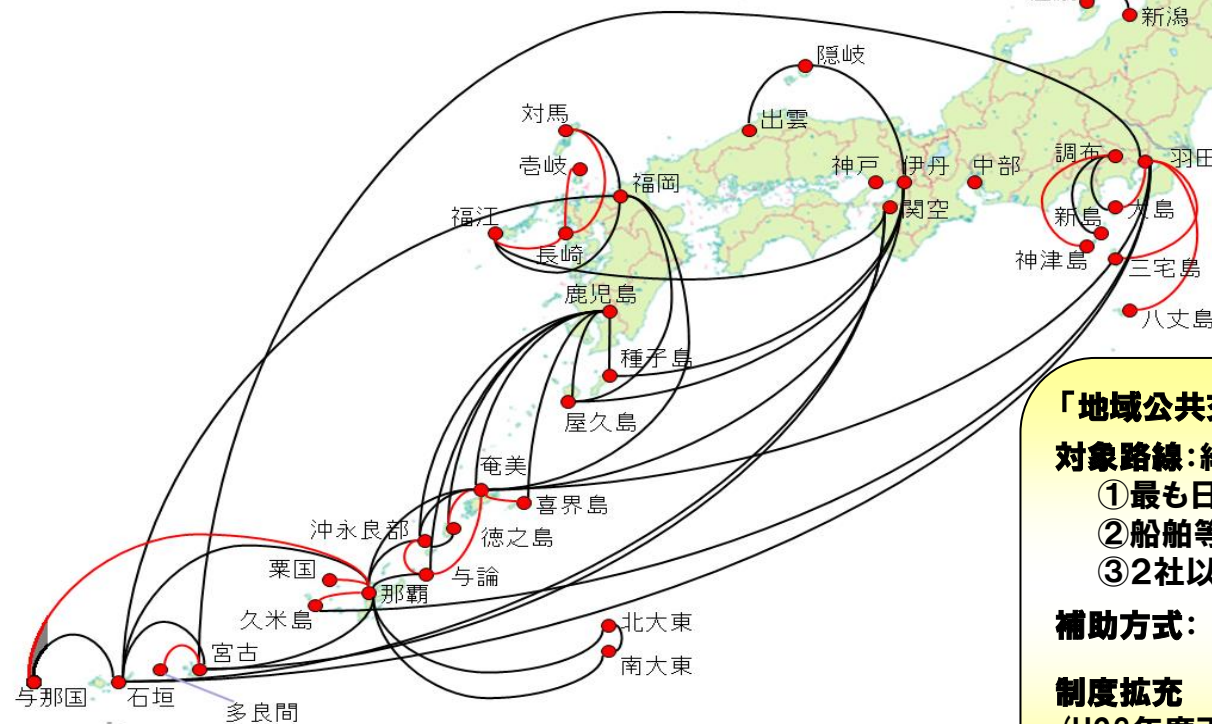 新潟
隠岐
対馬
出雲
壱岐
神戸
伊丹
中部
調布
羽田
福岡
福江
関空
新島
大島
長崎
神津島
三宅島
鹿児島
八丈島
種子島
屋久島
奄美
喜界島
沖永良部
徳之島
粟国
与論
那覇
久米島
北大東
宮古
南大東
与那国
石垣
多良間
「地域公共交
対象路線：
①最も日
②船舶等
③2社以
補助方式：
制度拡充